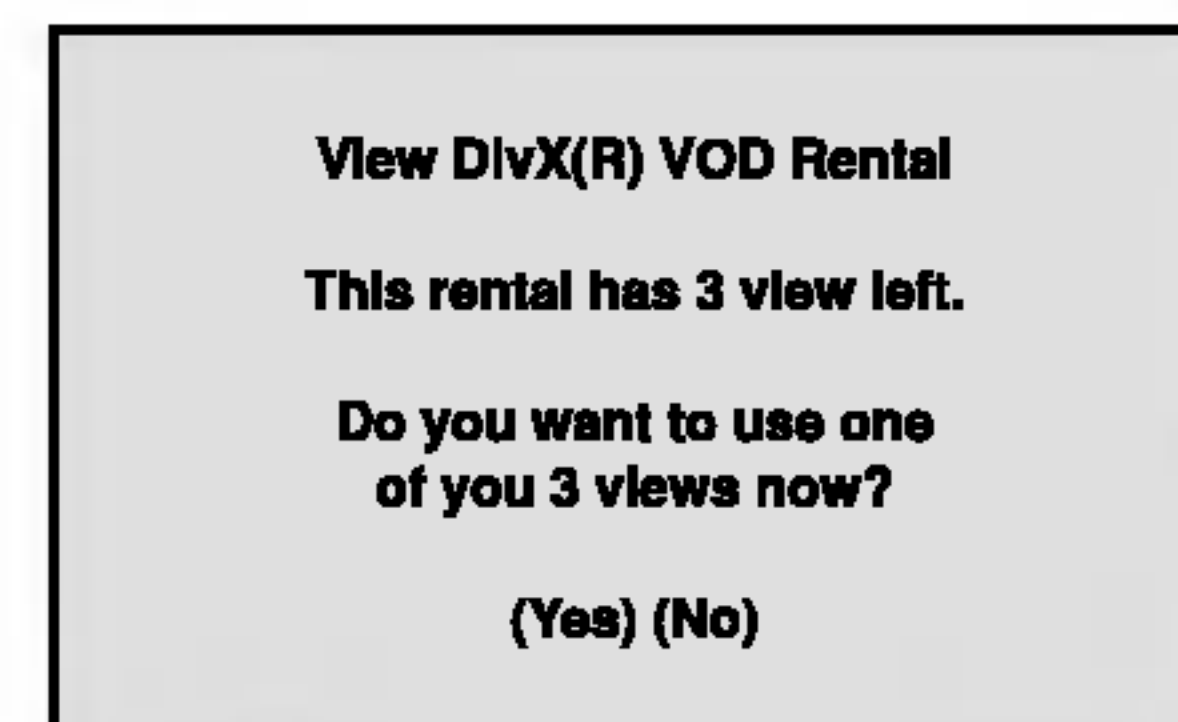 View DivX(R) VOD Rental
This rental has 3 view left.
Do you want to use one
of you 3 views now?
(Yes) (No)